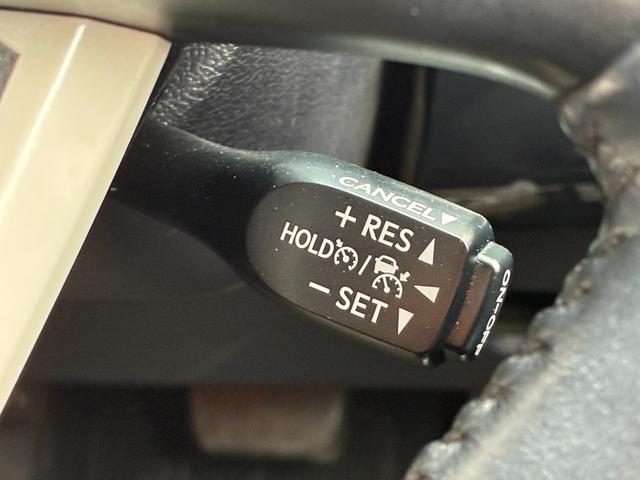 CANCEL▼
+ RES ▲
HOLD /
- SET ▼
ON-OFF